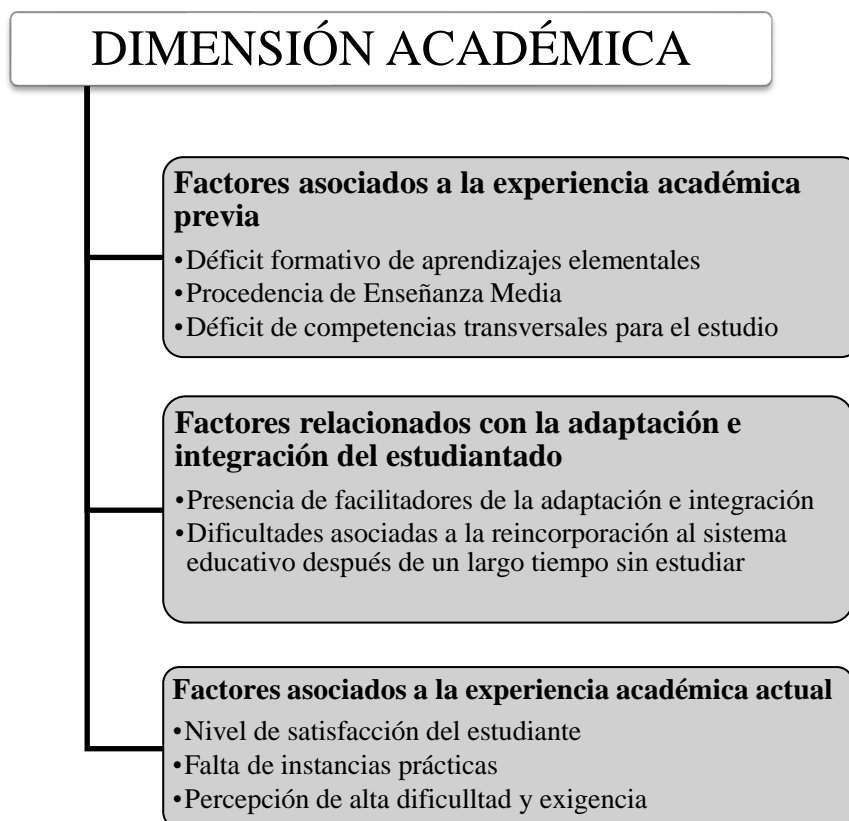 DIMENSIÓN ACADÉMICA
Factores asociados a la experiencia académica
previa
•Déficit formativo de aprendizajes elementales
•Procedencia de Enseñanza Media
•Déficit de competencias transversales para el estudio
Factores relacionados con la adaptación e
integración del estudiantado
•Presencia de facilitadores de la adaptación e integración
•Dificultades asociadas a la reincorporación al sistema
educativo después de un largo tiempo sin estudiar
Factores asociados a la experiencia académica actual
•Nivel de satisfacción del estudiante
•Falta de instancias prácticas
•Percepción de alta dificulltad y exigencia